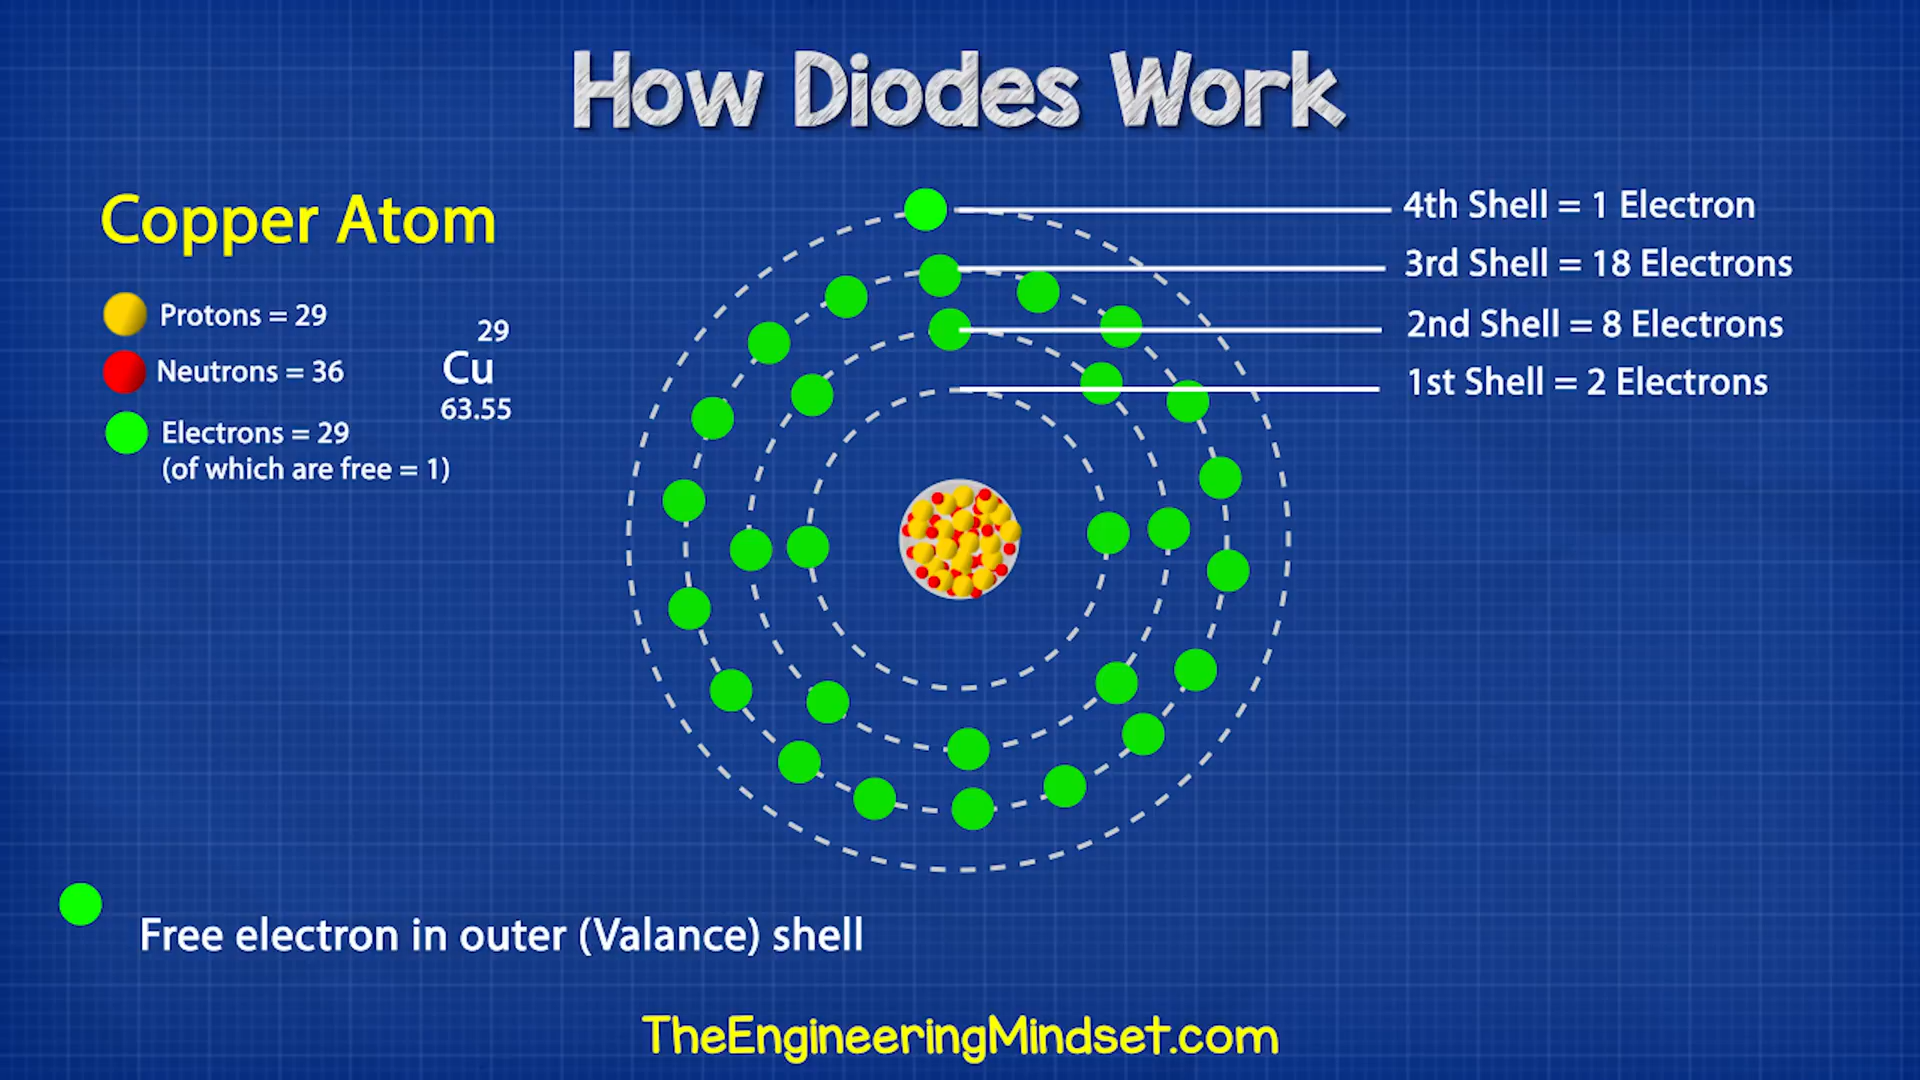 How Diodes Work
Copper Atom
Protons = 29
Neutrons = 36
Electrons = 29
(of which are free = 1)
29
Cu
63.55
4th Shell = 1 Electron
3rd Shell = 18 Electrons
2nd Shell = 8 Electrons
1st Shell = 2 Electrons
Free electron in outer (Valance) shell
TheEngineeringMindset.com